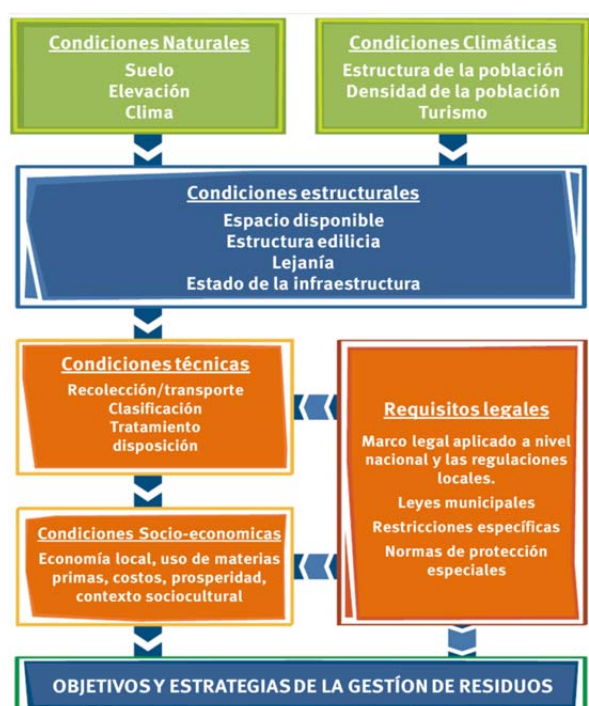 Condiciones Naturales
Suelo
Elevación
Clima
Condiciones Climáticas
Estructura de la población
Densidad de la población
Turismo
Condiciones estructurales
Espacio disponible
Estructura edilicia
Lejanía
Estado de la infraestructura
Condiciones técnicas
Recolección/transporte
Clasificación
Tratamiento
disposición
Requisitos legales
Marco legal aplicado a nivel
nacional y las regulaciones
locales.
Leyes municipales
Restricciones específicas
Normas de protección
especiales
Condiciones Socio-economicas
Economía local, uso de materias
primas, costos, prosperidad,
contexto sociocultural
OBJETIVOS Y ESTRATEGIAS DE LA GESTÍON DE RESIDUOS